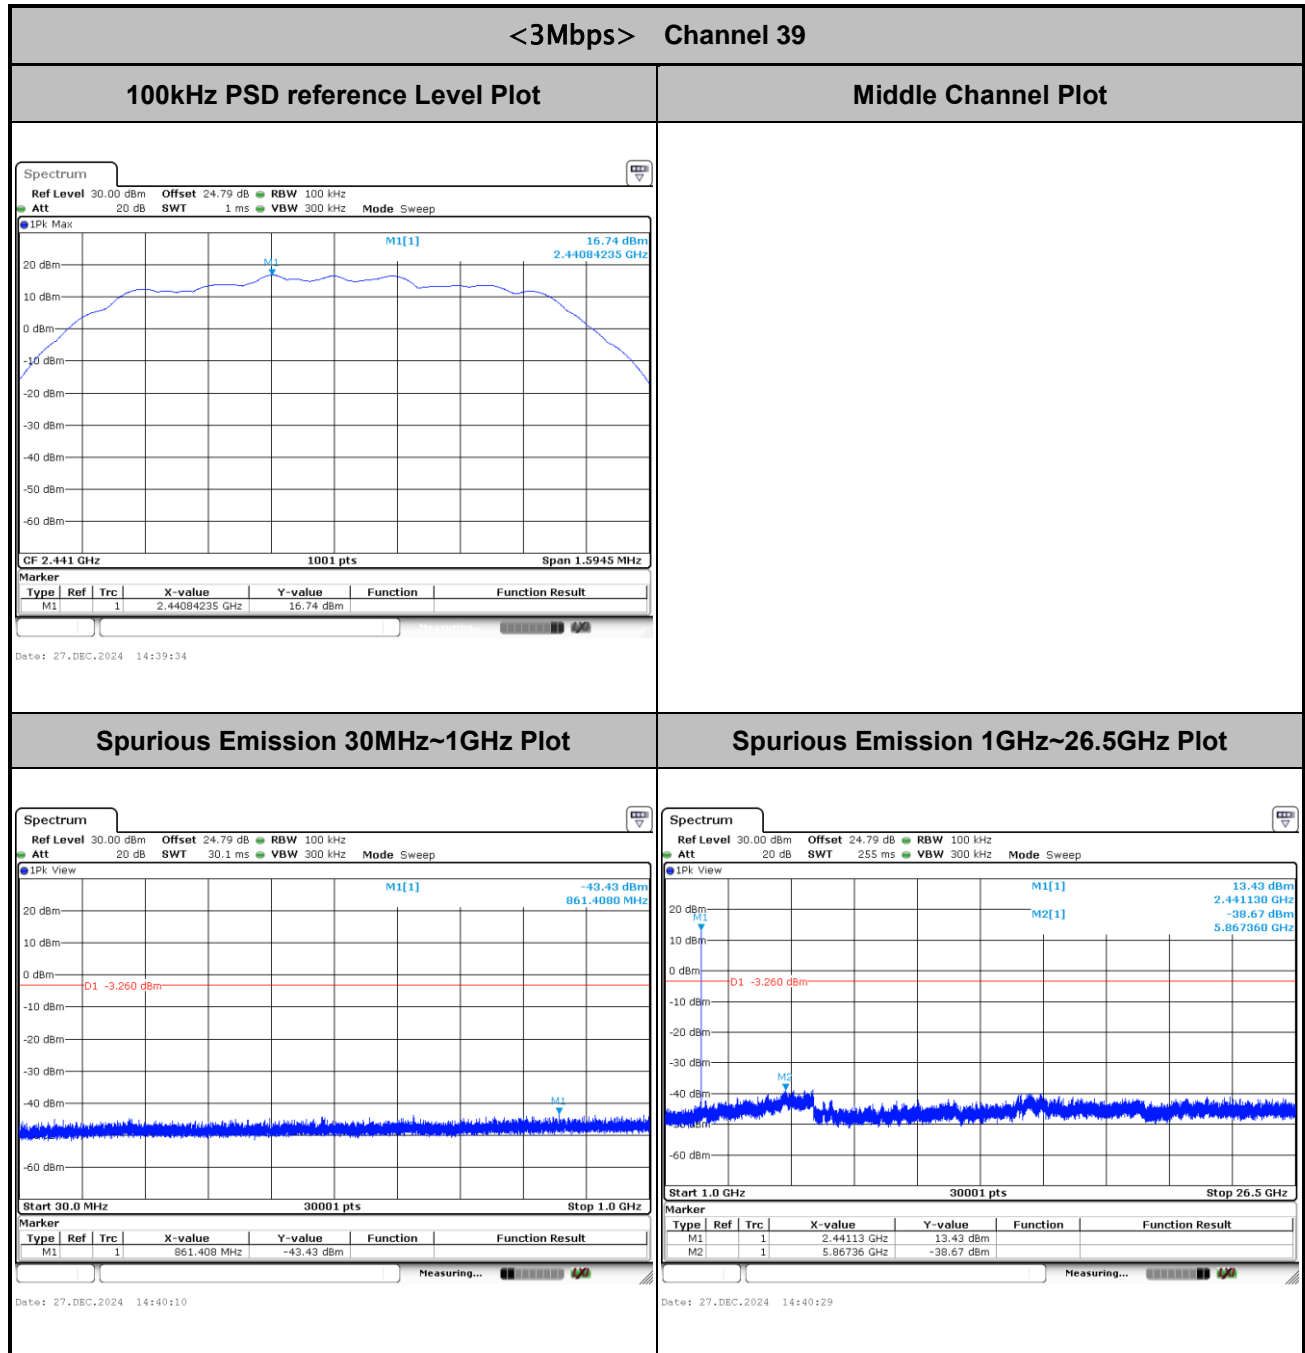 <3Mbps> Channel 39
100kHz PSD reference Level Plot
Middle Channel Plot
Spectrum
Ref Level 30.00 dBm Offset 24.79 dB RBW 100 kHz
Att 20 dB SWT 1 ms VBW 300 kHz Mode Sweep
1Pk Max
M1[1] 16.74 dBm
2.44084235 GHz
M1
20 dBm
10 dBm
0 dBm
-10 dBm
-20 dBm
-30 dBm
-40 dBm
-50 dBm
-60 dBm
CF 2.441 GHz 1001 pts Span 1.5945 MHz
Marker
Type Ref Trc X-value Y-value Function Function Result
M1 1 2.44084235 GHz 16.74 dBm
Measuring...
Date: 27.DEC.2024 14:39:34
Spurious Emission 30MHz~1GHz Plot
Spurious Emission 1GHz~26.5GHz Plot
Spectrum
Ref Level 30.00 dBm Offset 24.79 dB RBW 100 kHz
Att 20 dB SWT 30.1 ms VBW 300 kHz Mode Sweep
1Pk View
M1[1] -43.43 dBm
861.4080 MHz
20 dBm
10 dBm
0 dBm
D1 -3.260 dBm
-10 dBm
-20 dBm
-30 dBm
-40 dBm
M1
-60 dBm
Start 30.0 MHz 30001 pts Stop 1.0 GHz
Marker
Type Ref Trc X-value Y-value Function Function Result
M1 1 861.408 MHz -43.43 dBm
Measuring...
Date: 27.DEC.2024 14:40:10
Spectrum
Ref Level 30.00 dBm Offset 24.79 dB RBW 100 kHz
Att 20 dB SWT 255 ms VBW 300 kHz Mode Sweep
1Pk View
M1[1] 13.43 dBm
2.441130 GHz
M2[1] -38.67 dBm
5.867360 GHz
20 dBm
M1
10 dBm
0 dBm
D1 -3.260 dBm
-10 dBm
-20 dBm
-30 dBm
M2
-40 dBm
-50 dBm
-60 dBm
Start 1.0 GHz 30001 pts Stop 26.5 GHz
Marker
Type Ref Trc X-value Y-value Function Function Result
M1 1 2.44113 GHz 13.43 dBm
M2 1 5.86736 GHz -38.67 dBm
Measuring...
Date: 27.DEC.2024 14:40:29